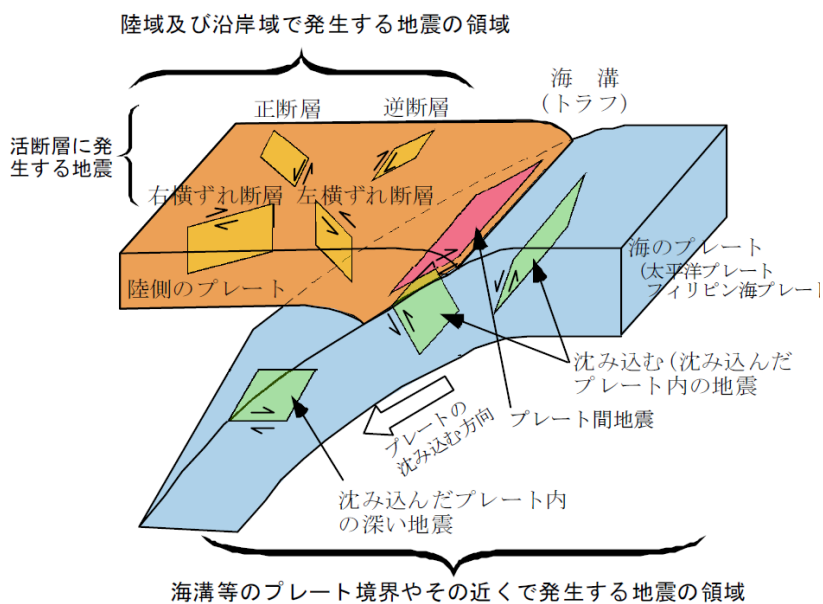 陸域及び沿岸域で発生する地震の領域
海 溝
(トラフ)
正断層
逆断層
活断層に発
生する地震
右横ずれ断層
左横ずれ断層
陸側のプレート
海のプレート
(太平洋プレート
フィリピン海プレート
沈み込む(沈み込んだ
プレート内の地震
プレート間地震
プレートの
沈み込む方向
沈み込んだプレート内
の深い地震
海溝等のプレート境界やその近くで発生する地震の領域